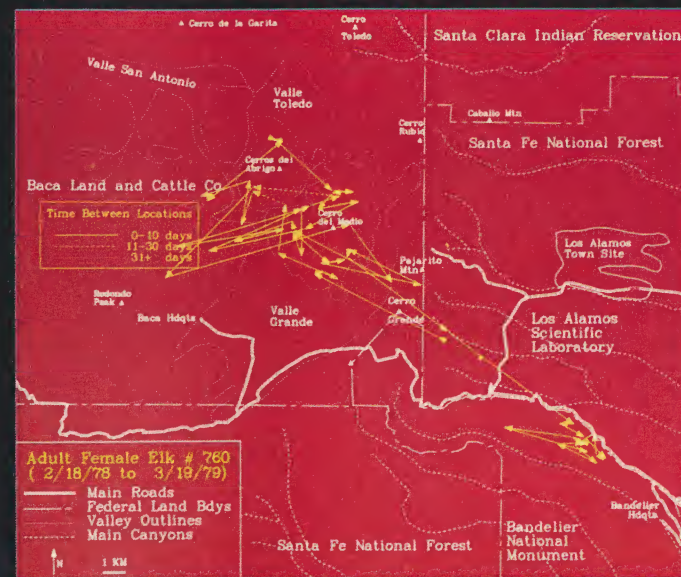 Cerro de la Garita
Cerro
Toledo
Santa Clara Indian Reservation
Valle San Antonio
Valle
Toledo
Caballo Mtn
Cerro
Rubio
Santa Fe National Forest
Cerros del
Abrigo
Baca Land and Cattle Co
Time Between Locations
0-10 days
11-30 days
31+ days
Cerro
del Medio
Los Alamos
Town Site
Pajarito
Mtn
Redondo
Peak
Baca Hdqts
Valle
Grande
Cerro
Grande
Los Alamos
Scientific
Laboratory
Adult Female Elk # 760
( 2/18/78 to 3/19/79)
Main Roads
Federal Land Bdys
Valley Outlines
Main Canyons
N
1 KM
Santa Fe National Forest
Bandelier
National
Monument
Bandelier
Hdqts